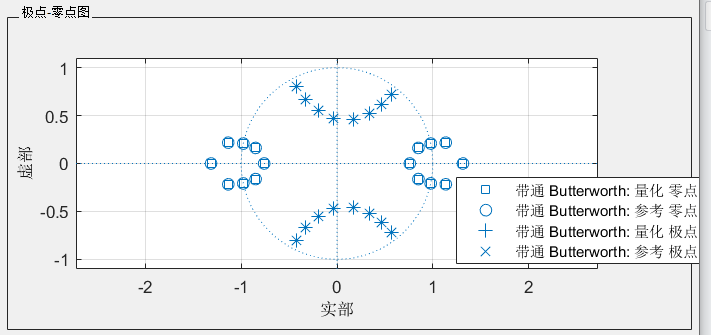 极点-零点图
1
0.5
0
-0.5
-1
虚部
-2
-1
0
1
2
实部
带通 Butterworth: 量化 零点
带通 Butterworth: 参考 零点
带通 Butterworth: 量化 极点
带通 Butterworth: 参考 极点